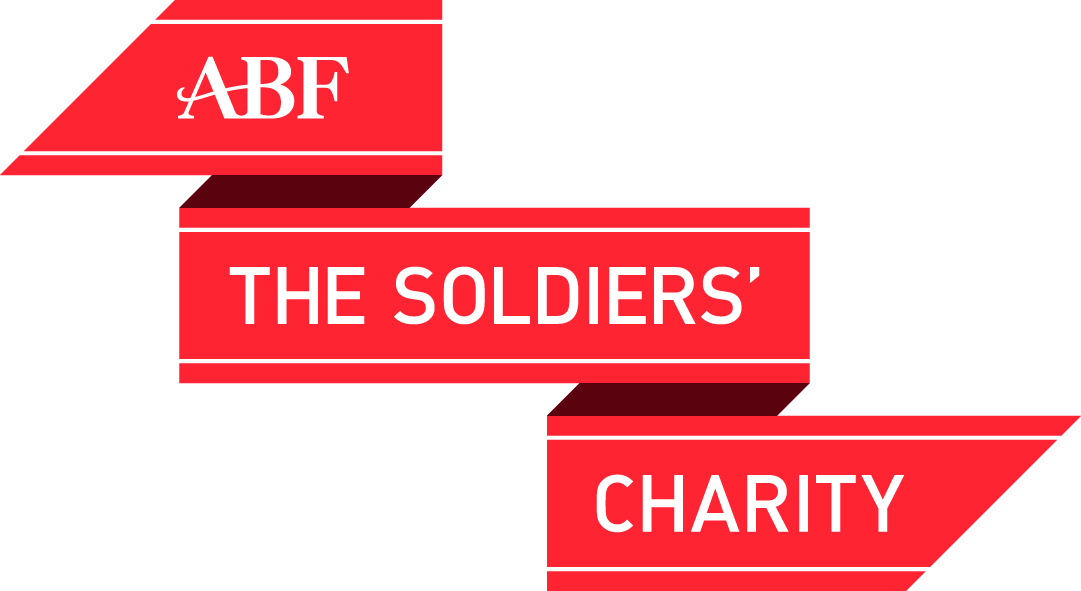 ABF
THE SOLDIERS’
CHARITY